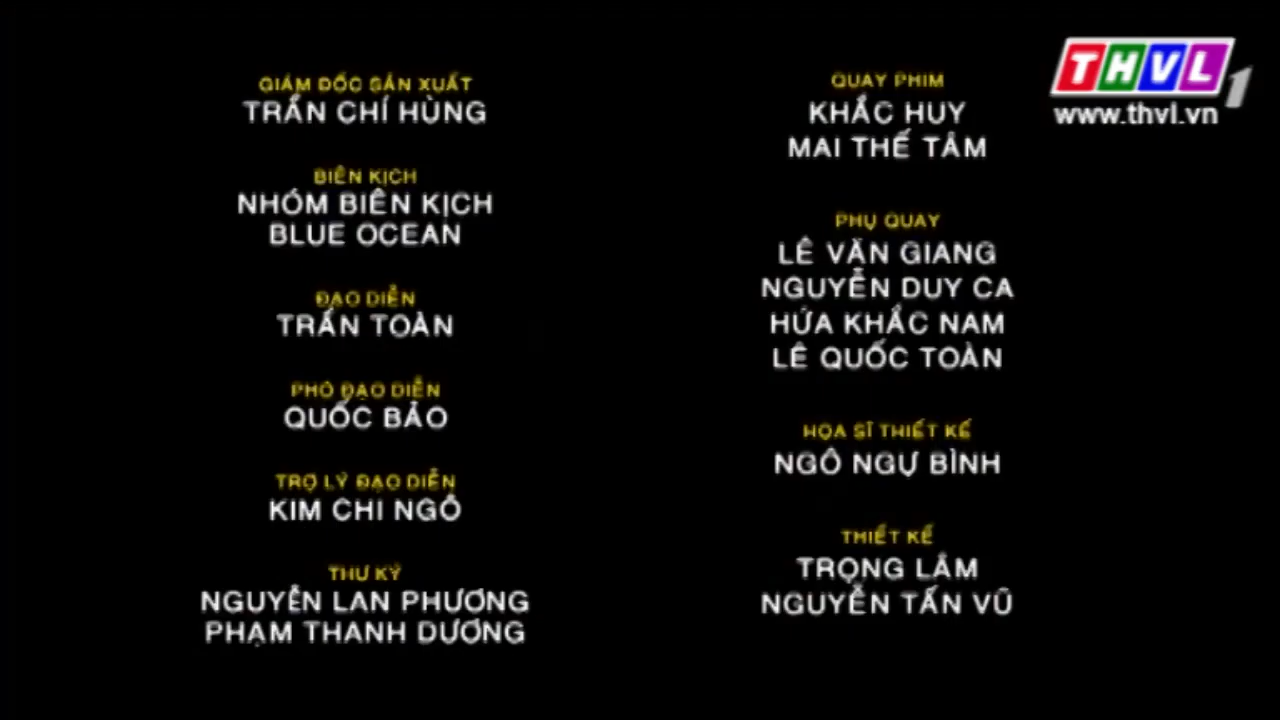 GIÁM ĐỐC SẢN XUẤT
TRẦN CHÍ HÙNG
BIÊN KỊCH
NHÓM BIÊN KỊCH
BLUE OCEAN
ĐẠO DIỄN
TRẦN TOÀN
PHÓ ĐẠO DIỄN
QUỐC BẢO
TRỢ LÝ ĐẠO DIỄN
KIM CHI NGÔ
THƯ KÝ
NGUYỄN LAN PHƯƠNG
PHẠM THANH DƯƠNG
QUAY PHIM
KHẮC HUY
MAI THẾ TÂM
PHỤ QUAY
LÊ VĂN GIANG
NGUYỄN DUY CA
HỨA KHẮC NAM
LÊ QUỐC TOÀN
HỌA SĨ THIẾT KẾ
NGÔ NGỰ BÌNH
THIẾT KẾ
TRỌNG LÂM
NGUYỄN TẤN VŨ
THVL1
www.thvl.vn